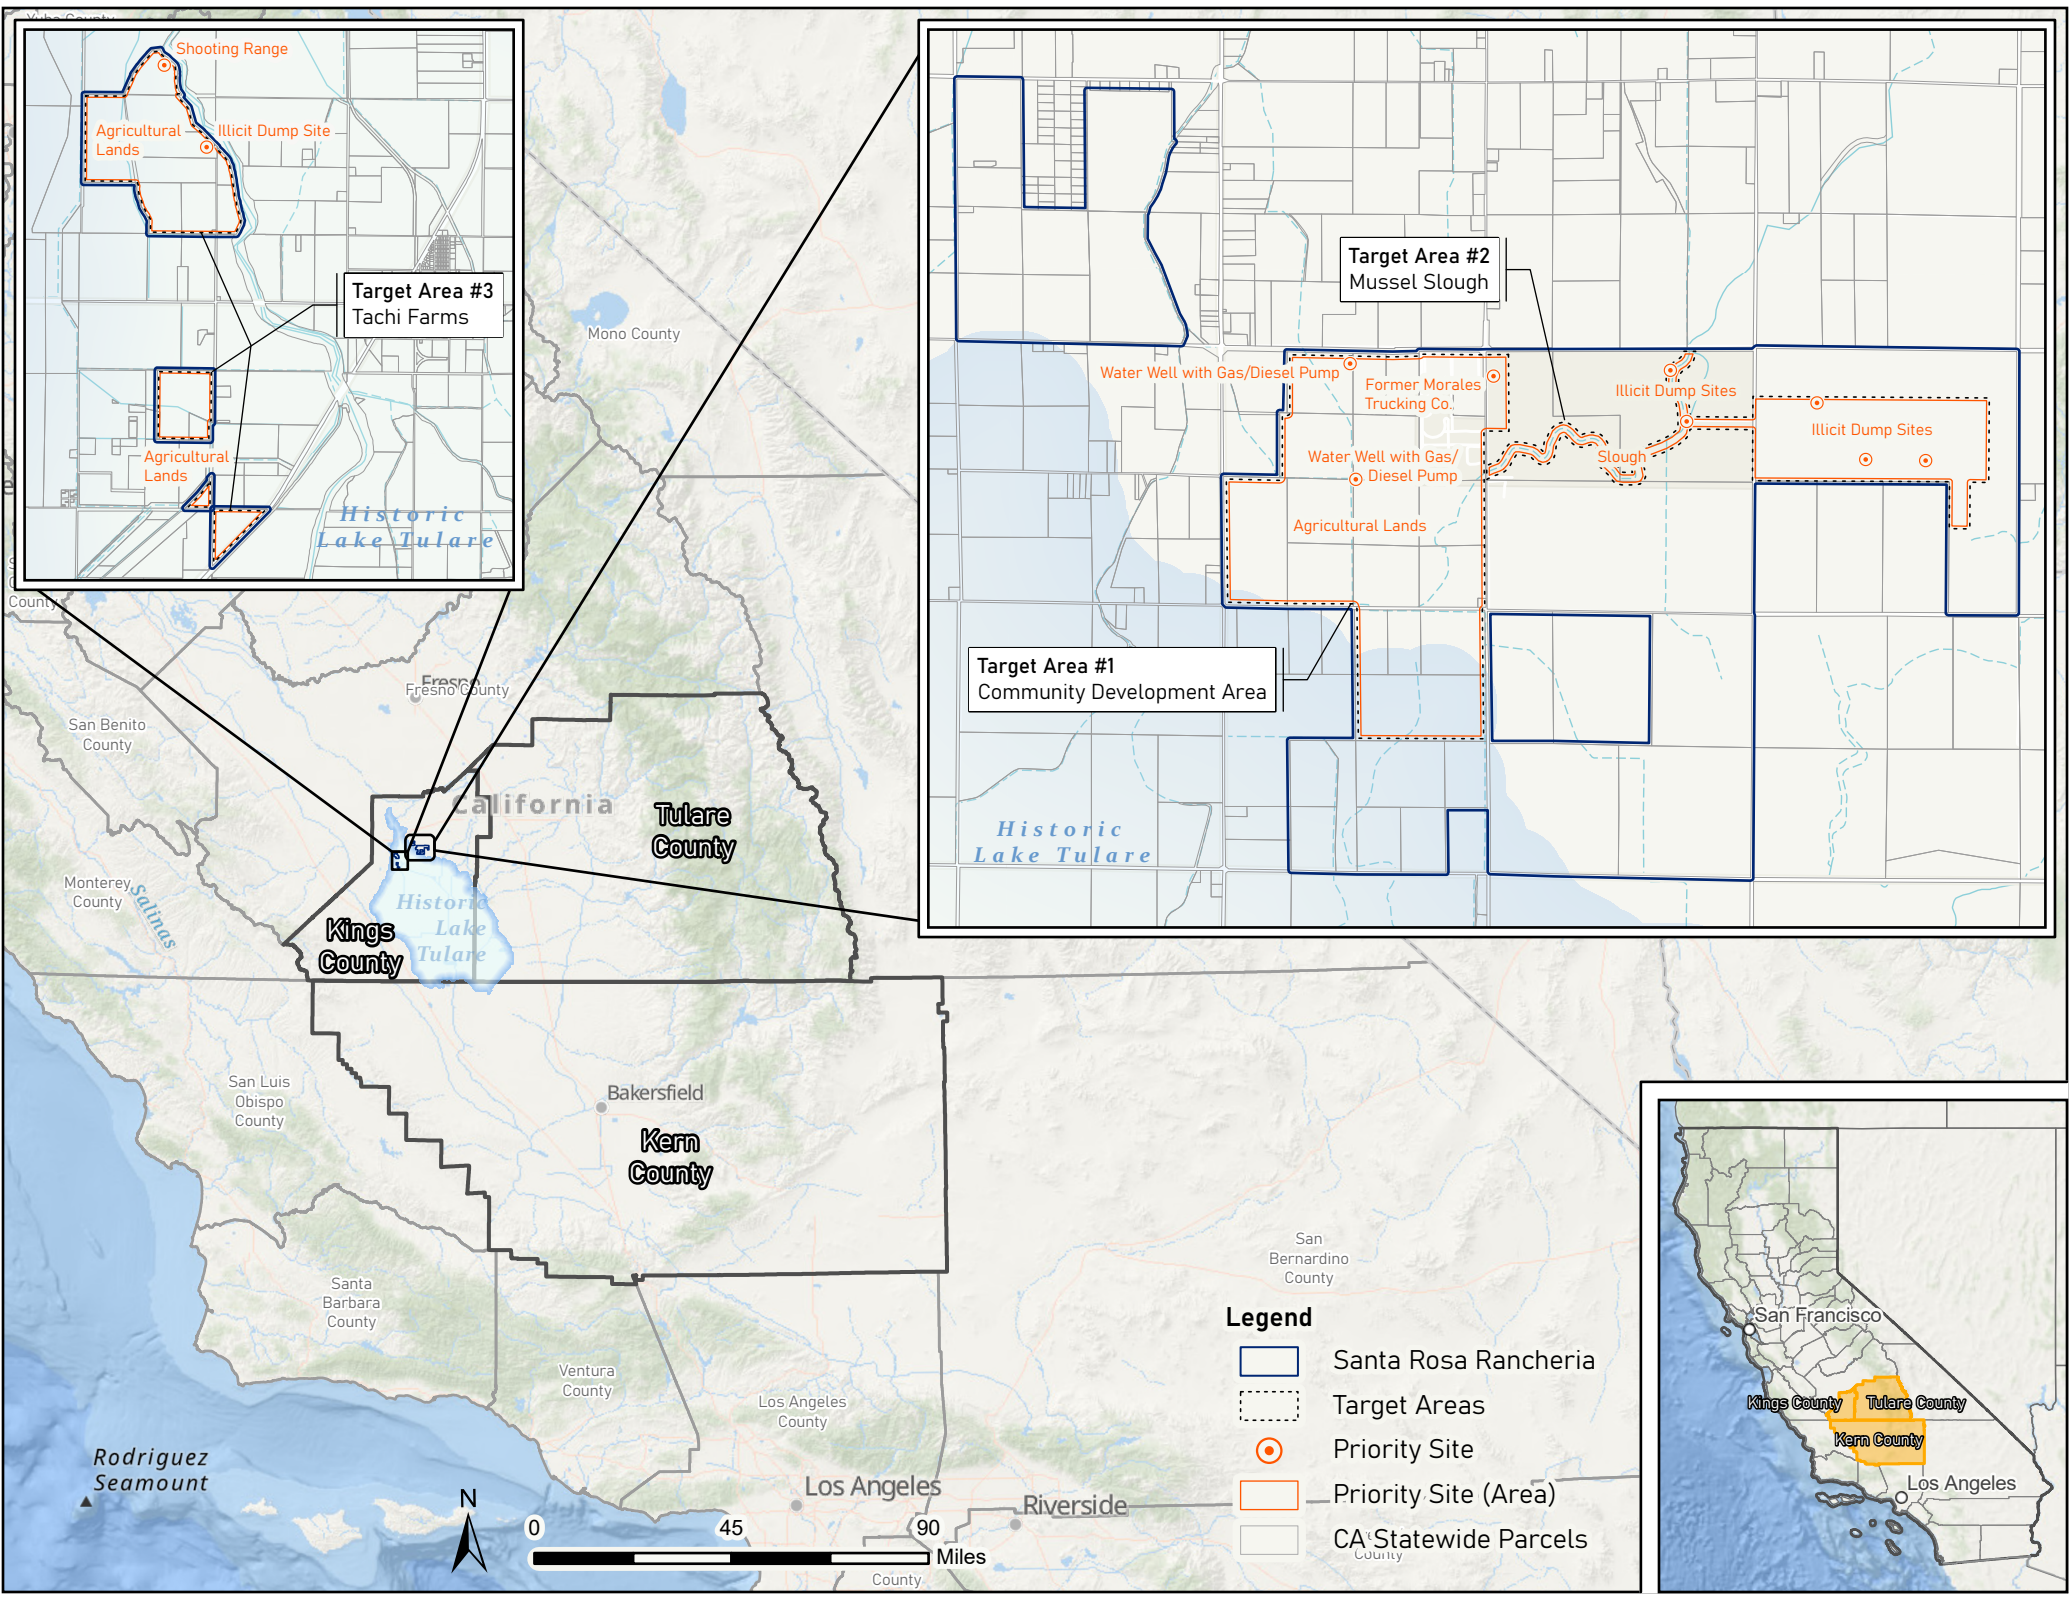 Yuba County
Shooting Range
Agricultural
Lands
Illicit Dump Site
Target Area #3
Tachi Farms
Agricultural
Lands
Historic
Lake Tulare
Target Area #2
Mussel Slough
Water Well with Gas/Diesel Pump
Former Morales
Trucking Co.
Illicit Dump Sites
Illicit Dump Sites
Water Well with Gas/
Diesel Pump
Slough
Agricultural Lands
Target Area #1
Community Development Area
Historic
Lake Tulare
Mono County
County
Fresno
Fresno County
San Benito
County
California
Tulare
County
Monterey
County
Salinas
Historic
Lake
Tulare
Kings
County
San Luis
Obispo
County
Bakersfield
Kern
County
San
Bernardino
County
Santa
Barbara
County
Ventura
County
Los Angeles
County
Rodriguez
Seamount
Los Angeles
Riverside
County
County
N
0 45 90
Miles
Legend
Santa Rosa Rancheria
Target Areas
Priority Site
Priority Site (Area)
CA Statewide Parcels
San Francisco
Kings County
Tulare County
Kern County
Los Angeles